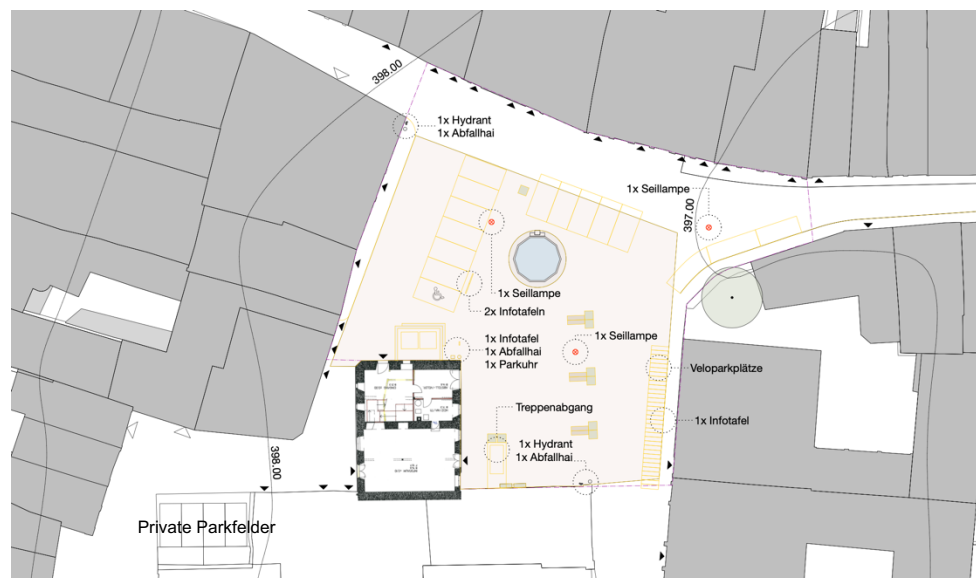 398.00
1x Hydrant
1x Abfallhai
1x Seillampe
397.00
1x Seillampe
2x Infotafeln
1x Infotafel
1x Abfallhai
1x Parkuhr
1x Seillampe
Veloparkplätze
Treppenabgang
1x Infotafel
1x Hydrant
1x Abfallhai
398.00
Private Parkfelder